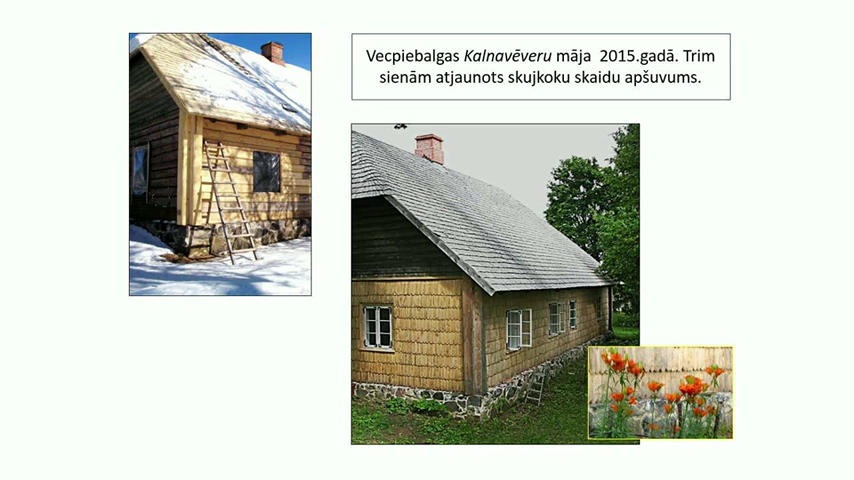 Vecpiebalgas Kalnavēveru māja 2015.gadā. Trim
sienām atjaunots skujkoku skaidu apšuvums.